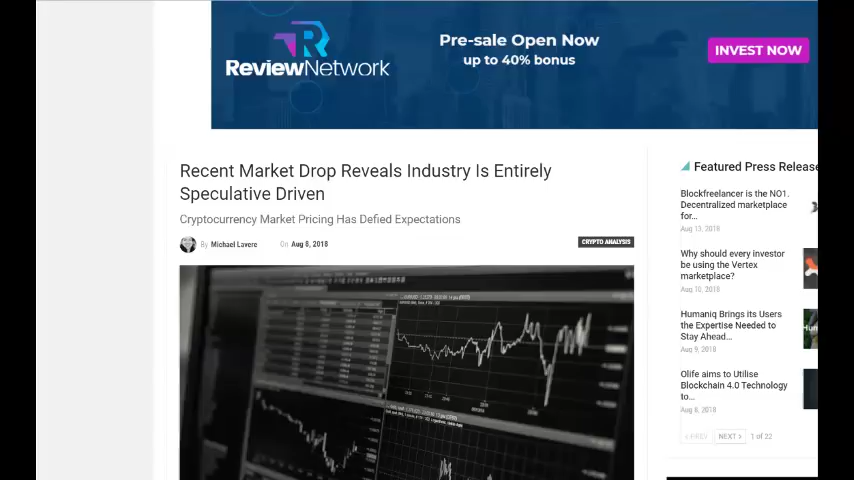 ReviewNetwork
Pre-sale Open Now
up to 40% bonus
INVEST NOW
Recent Market Drop Reveals Industry Is Entirely
Speculative Driven
Cryptocurrency Market Pricing Has Defied Expectations
By Michael Lavere On Aug 8, 2018
CRYPTO ANALYSIS
Featured Press Release
Blockfreelancer is the NO1.
Decentralized marketplace
for...
Aug 13, 2018
Why should every investor
be using the Vertex
marketplace?
Aug 10, 2018
Humaniq Brings its Users
the Expertise Needed to
Stay Ahead...
Aug 9, 2018
Olife aims to Utilise
Blockchain 4.0 Technology
to...
Aug 8, 2018
< PREV NEXT > 1 of 22